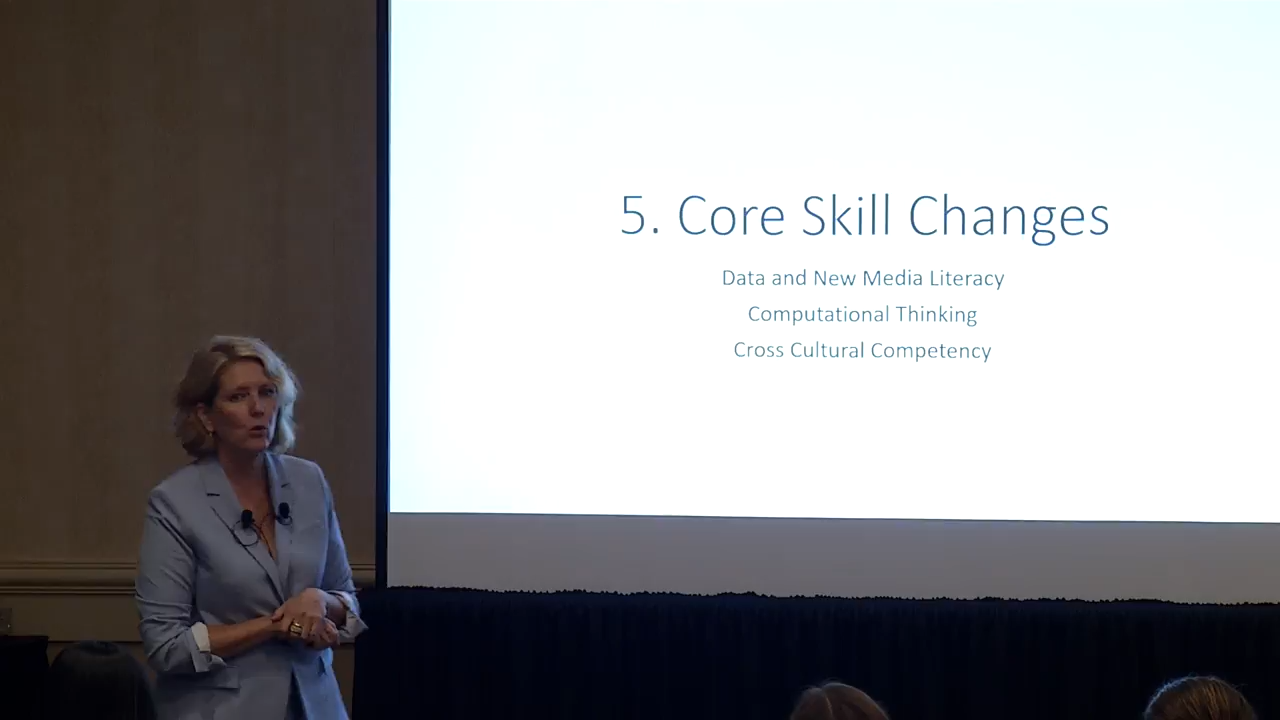 5. Core Skill Changes
Data and New Media Literacy
Computational Thinking
Cross Cultural Competency